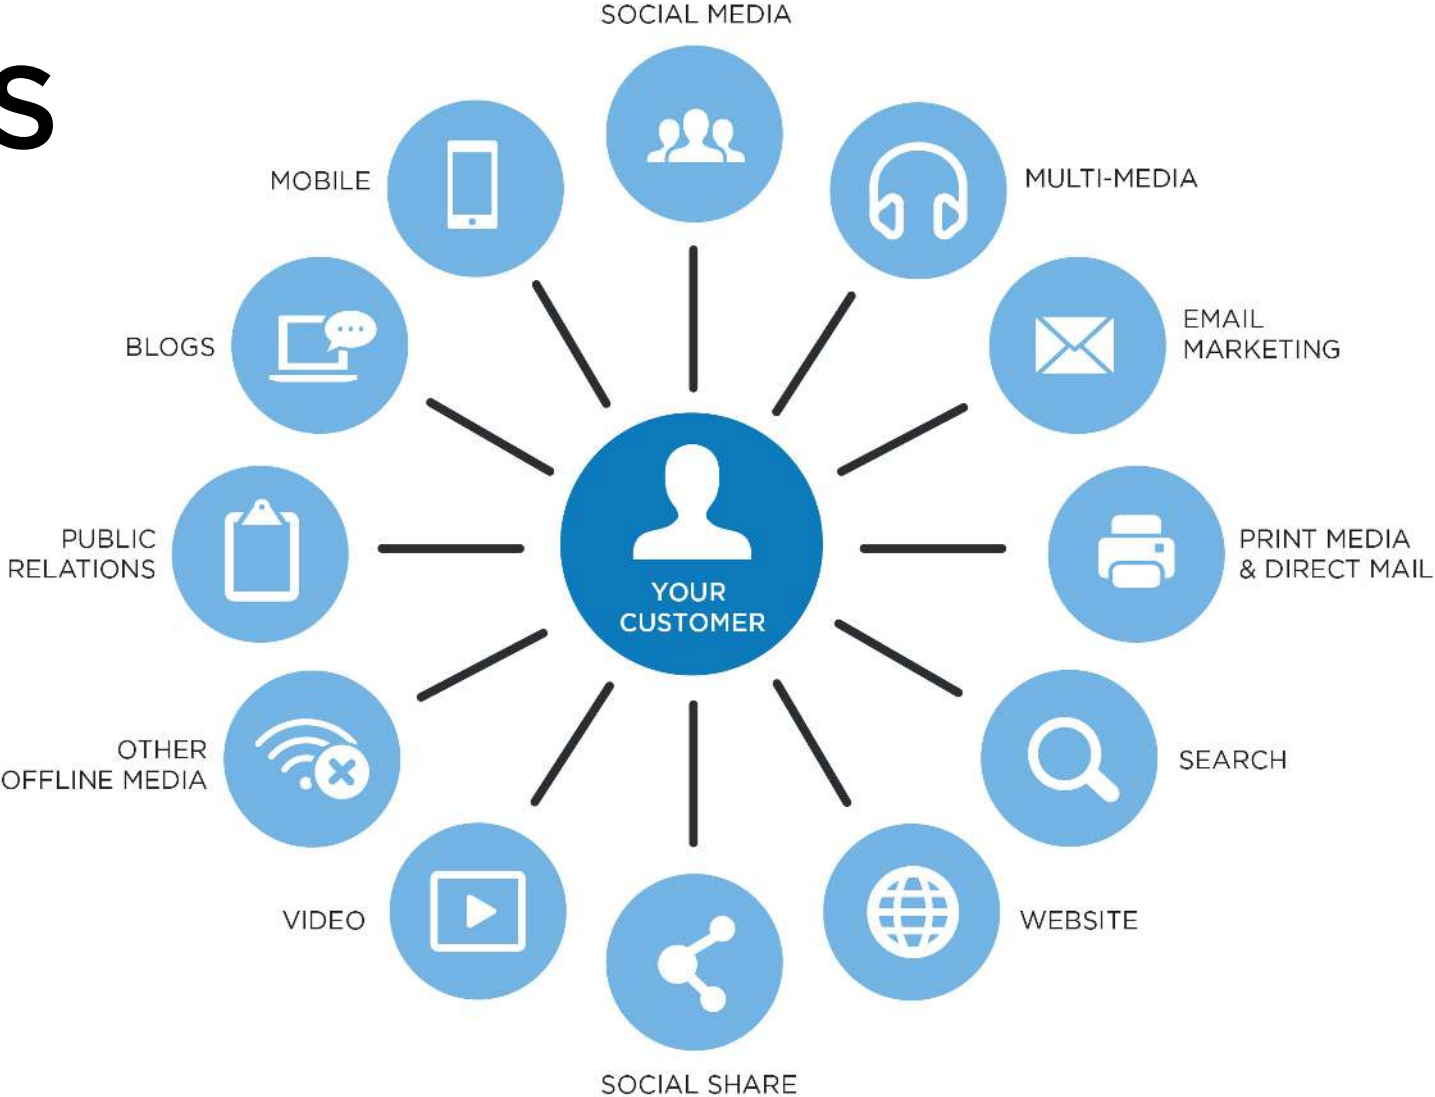 SOCIAL MEDIA
S
MOBILE
MULTI-MEDIA
BLOGS
EMAIL
MARKETING
PUBLIC
RELATIONS
YOUR
CUSTOMER
PRINT MEDIA
& DIRECT MAIL
OTHER
OFFLINE MEDIA
SEARCH
VIDEO
WEBSITE
SOCIAL SHARE